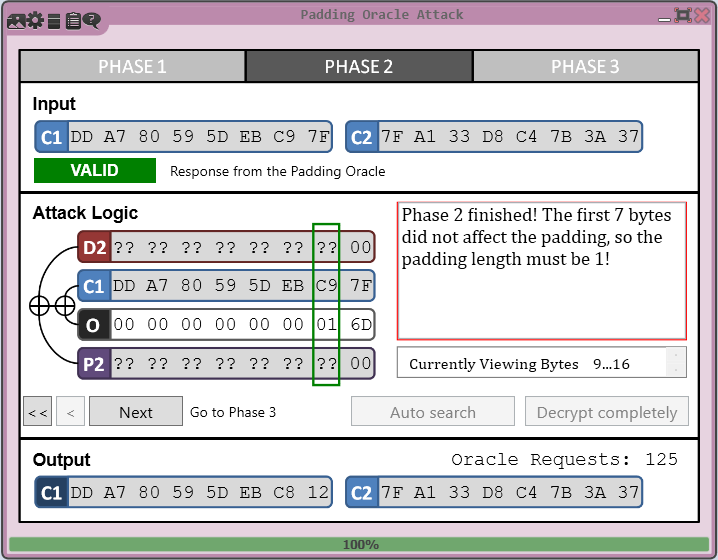 Padding Oracle Attack
PHASE 1 PHASE 2 PHASE 3
Input
C1 DD A7 80 59 5D EB C9 7F C2 7F A1 33 D8 C4 7B 3A 37
VALID Response from the Padding Oracle
Attack Logic
D2 ?? ?? ?? ?? ?? ?? ?? 00
C1 DD A7 80 59 5D EB C9 7F
O 00 00 00 00 00 00 01 6D
P2 ?? ?? ?? ?? ?? ?? ?? 00
Phase 2 finished! The first 7 bytes
did not affect the padding, so the
padding length must be 1!
Currently Viewing Bytes 9...16
<< < Next Go to Phase 3 Auto search Decrypt completely
Output Oracle Requests: 125
C1 DD A7 80 59 5D EB C8 12 C2 7F A1 33 D8 C4 7B 3A 37
100%